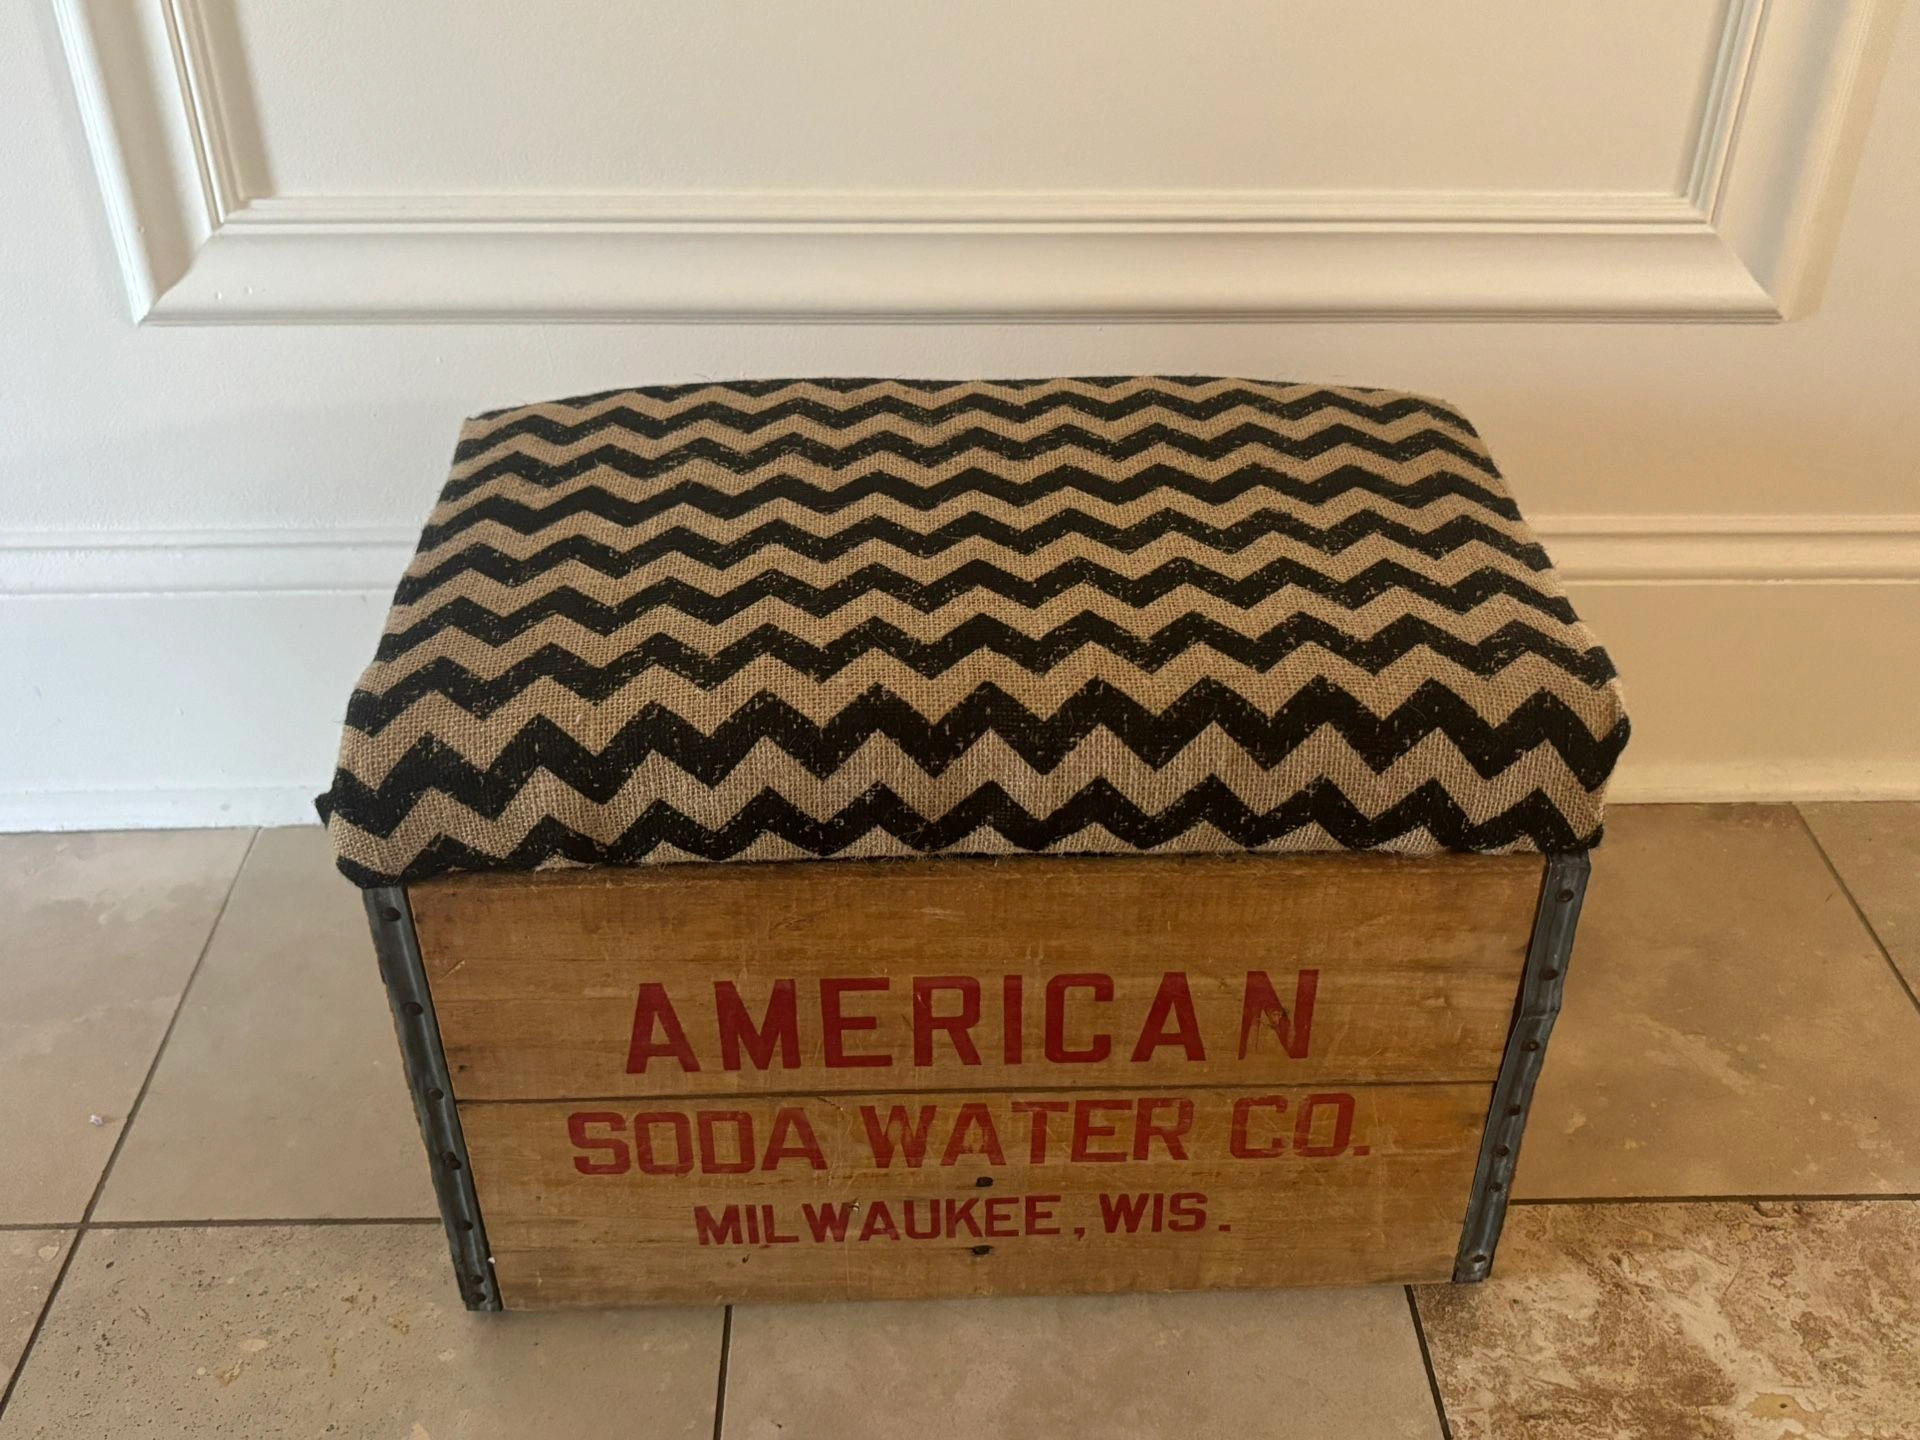 AMERICAN
SODA WATER CO.
MILWAUKEE, WIS.